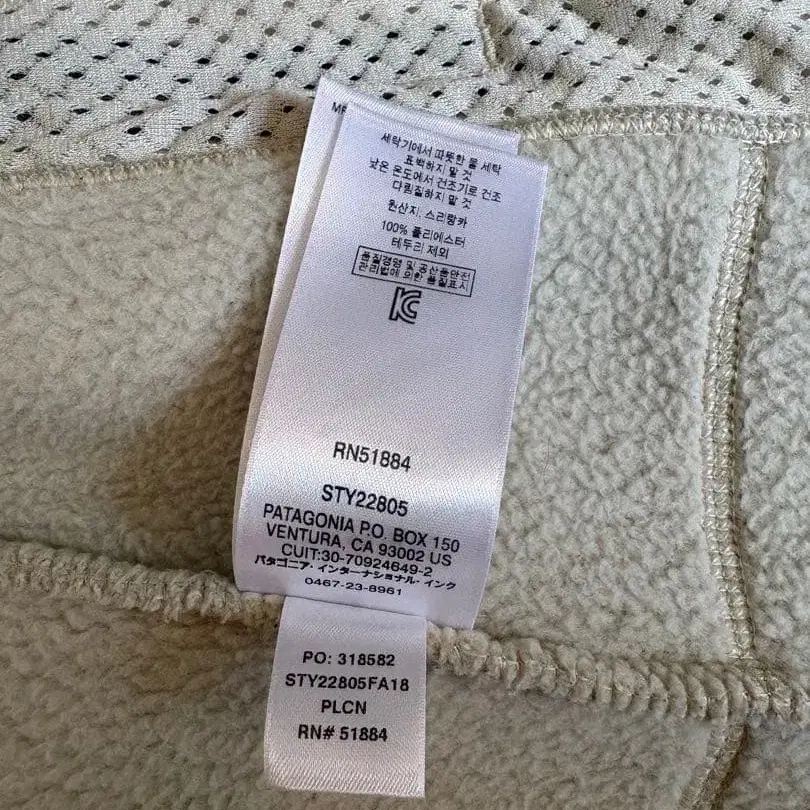 세탁기에서 따뜻한 물 세탁
표백하지 말 것
낮은 온도에서 건조기로 건조
다림질하지 말 것
원산지: 스리랑카
100% 폴리에스터
테두리 제외
품질경영 및 공산품안전
관리법에 의한 품질표시
RN51884
STY22805
PATAGONIA P.O. BOX 150
VENTURA, CA 93002 US
CUIT:30-70924649-2
パタゴニア・インターナショナル・インク
0467-23-8961
PO: 318582
STY22805FA18
PLCN
RN# 51884